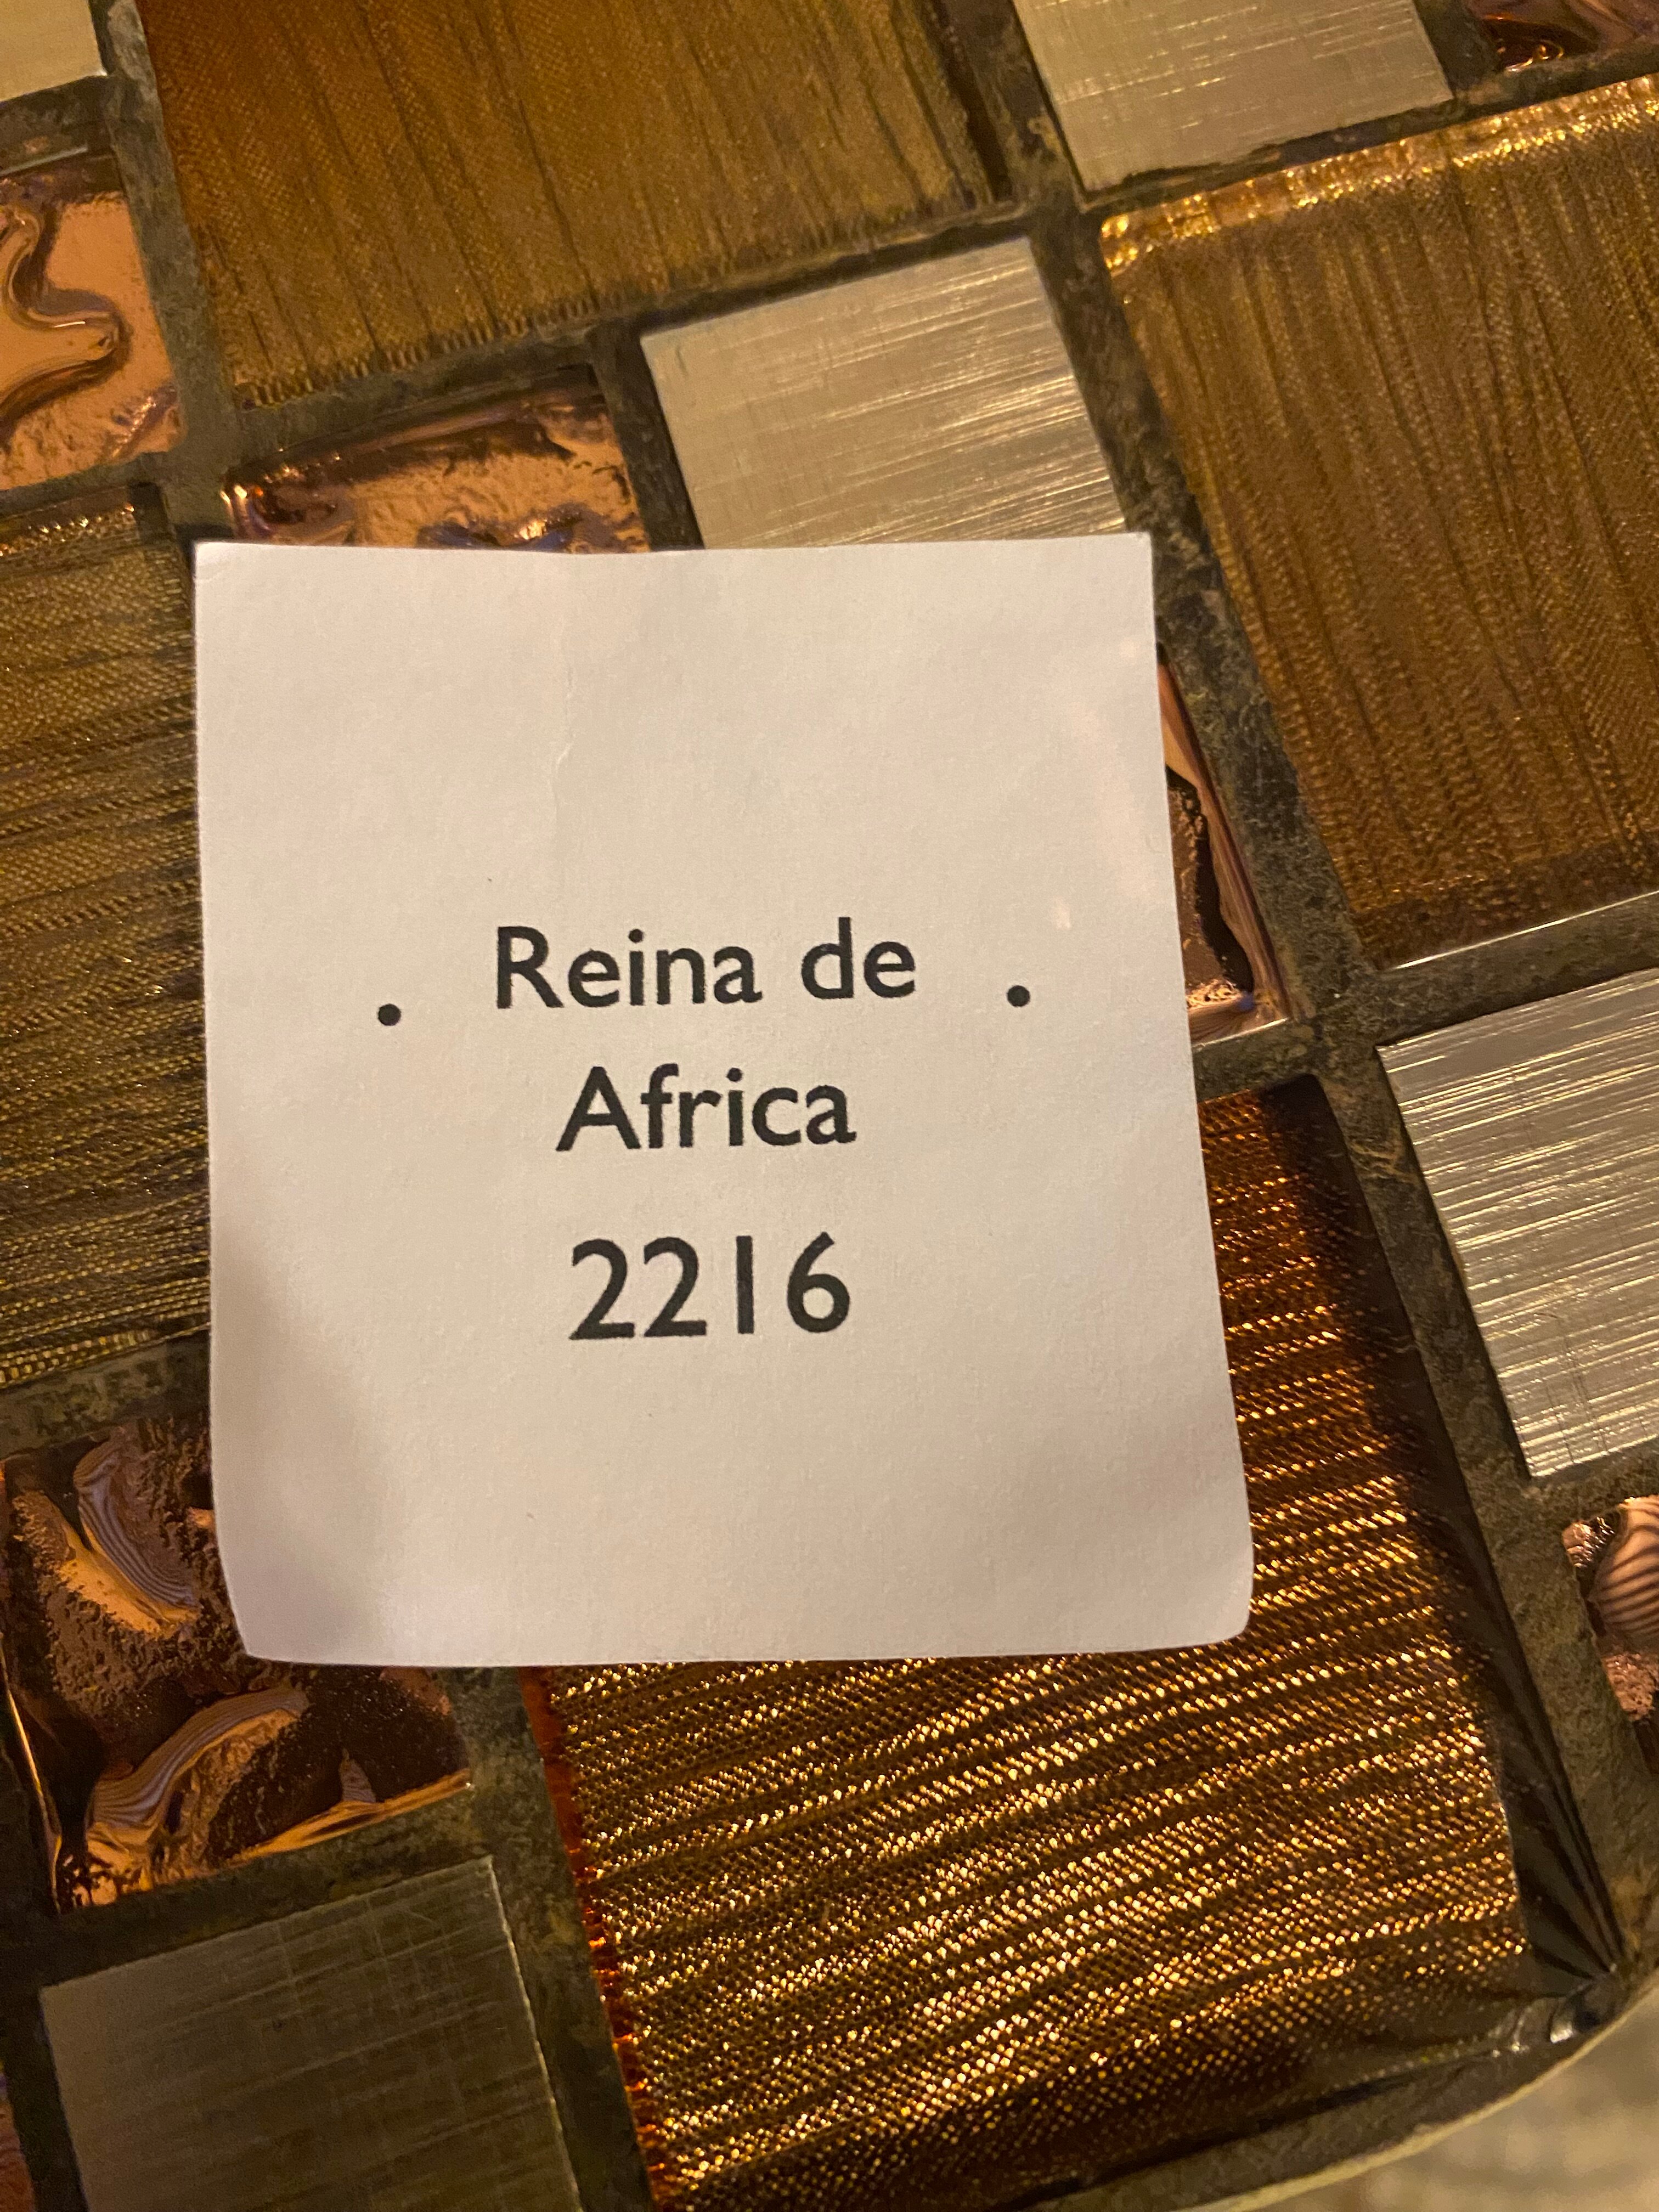 . Reina de .
Africa
2216